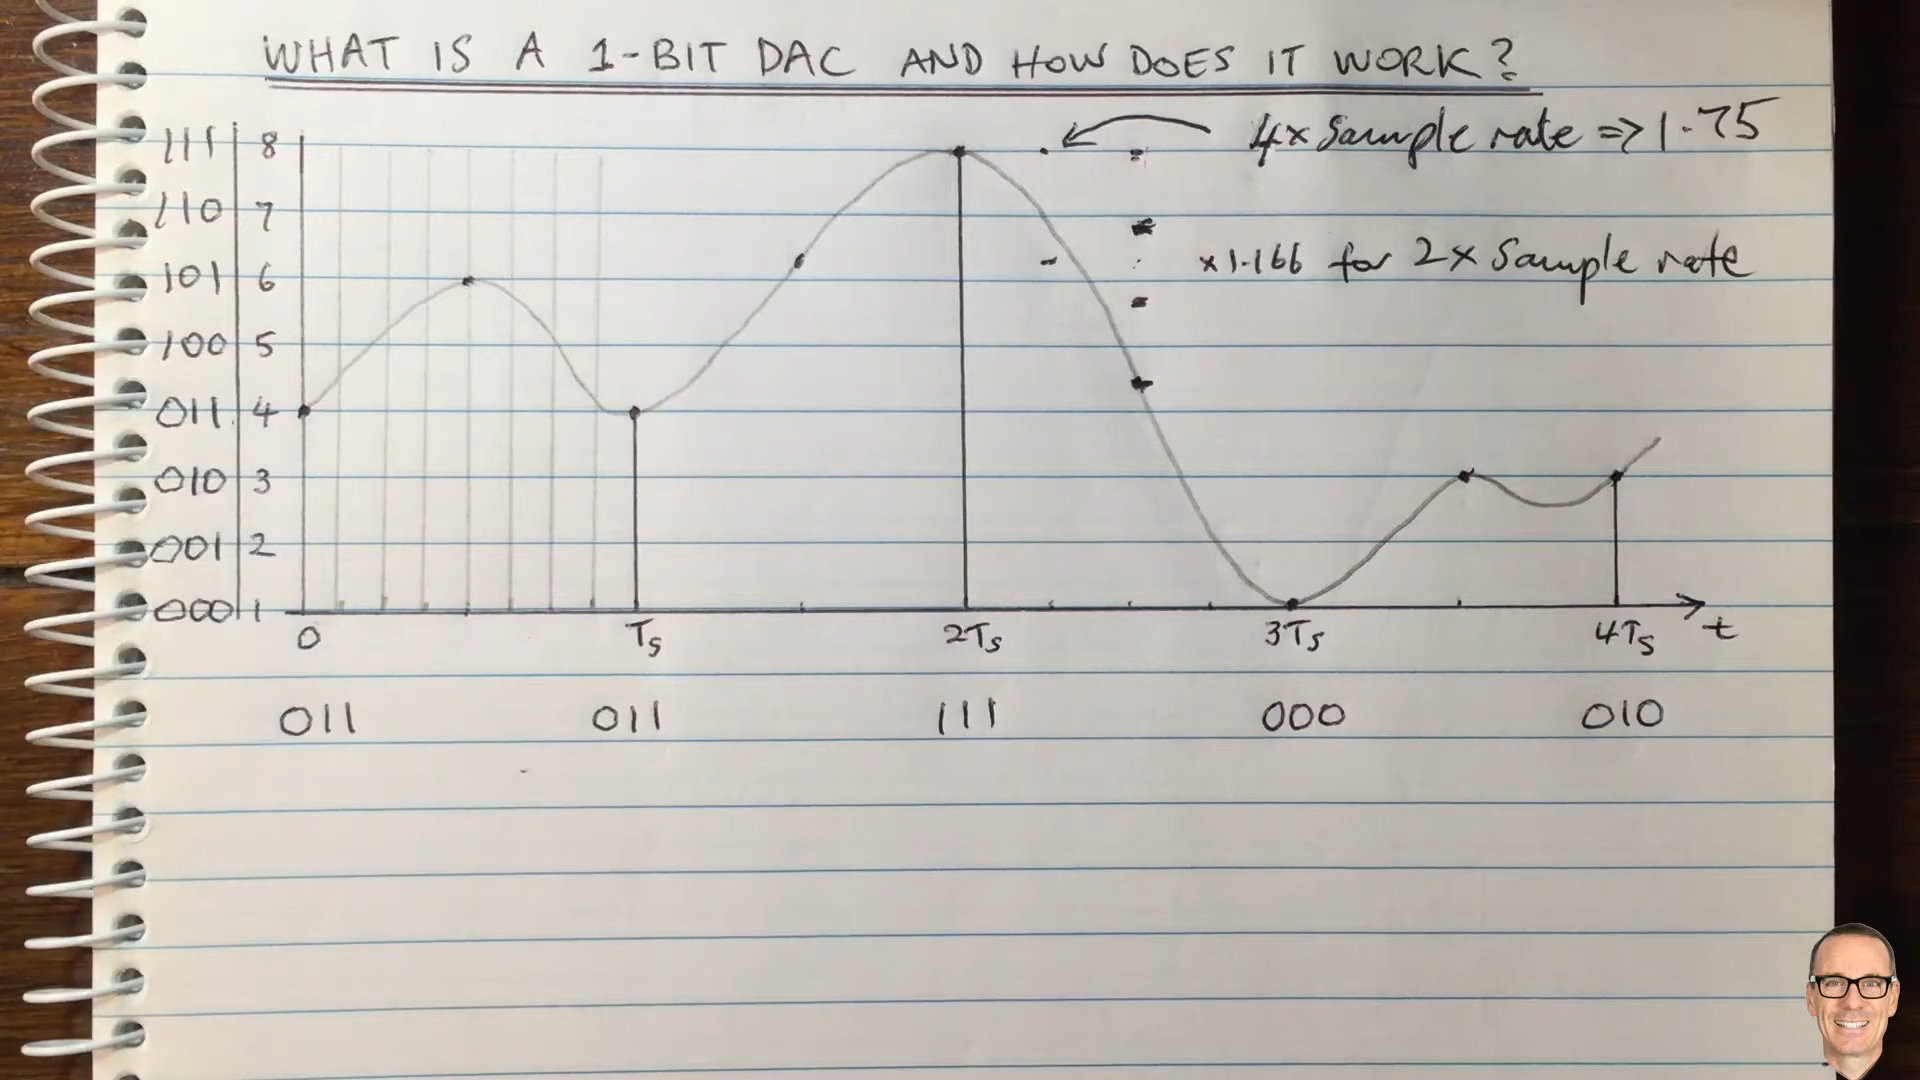 WHAT IS A 1-BIT DAC AND HOW DOES IT WORK?
111 8
4x Sample rate => 1.75
110 7
x1.166 for 2x Sample rate
101 6
100 5
011 4
010 3
001 2
000 1
0 Ts 2Ts 3Ts 4Ts t
011 011 111 000 010